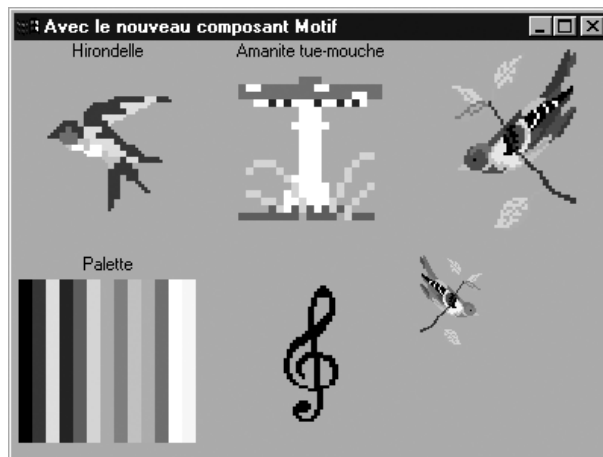 Avec le nouveau composant Motif
Hirondelle
Amanite tue-mouche
Palette